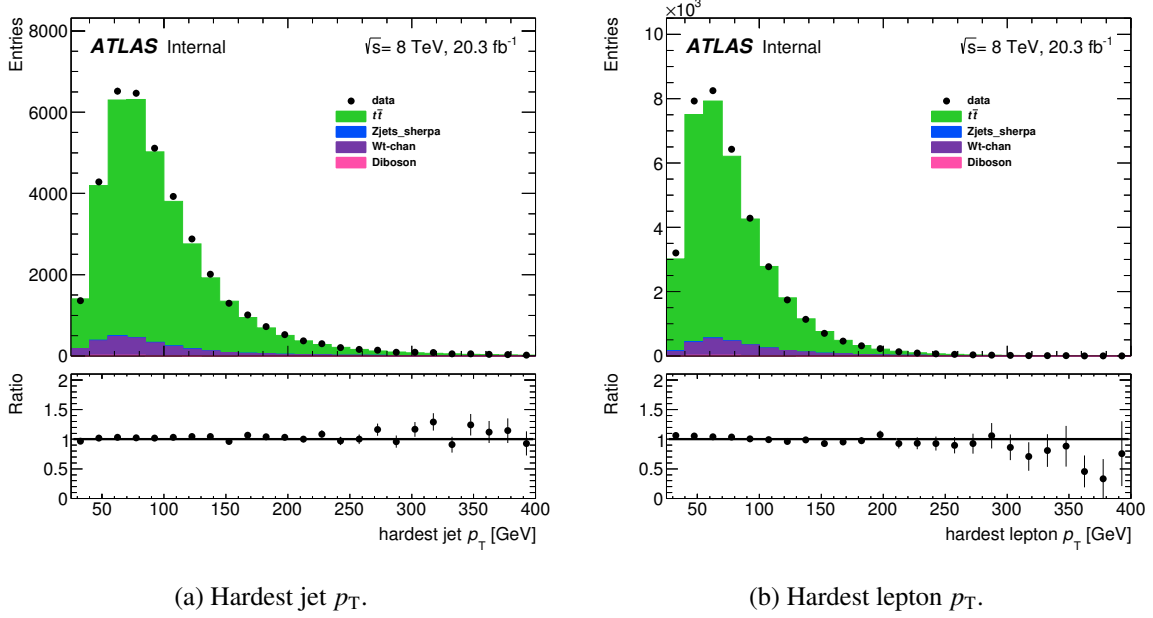 Entries
8000
6000
4000
2000
0
ATLAS Internal
√s= 8 TeV, 20.3 fb⁻¹
data
tt̄
Zjets_sherpa
Wt-chan
Diboson
Ratio
2
1.5
1
0.5
0
50 100 150 200 250 300 350 400
hardest jet p_T [GeV]
(a) Hardest jet p_T.
×10³
Entries
10
8
6
4
2
0
ATLAS Internal
√s= 8 TeV, 20.3 fb⁻¹
data
tt̄
Zjets_sherpa
Wt-chan
Diboson
Ratio
2
1.5
1
0.5
0
50 100 150 200 250 300 350 400
hardest lepton p_T [GeV]
(b) Hardest lepton p_T.